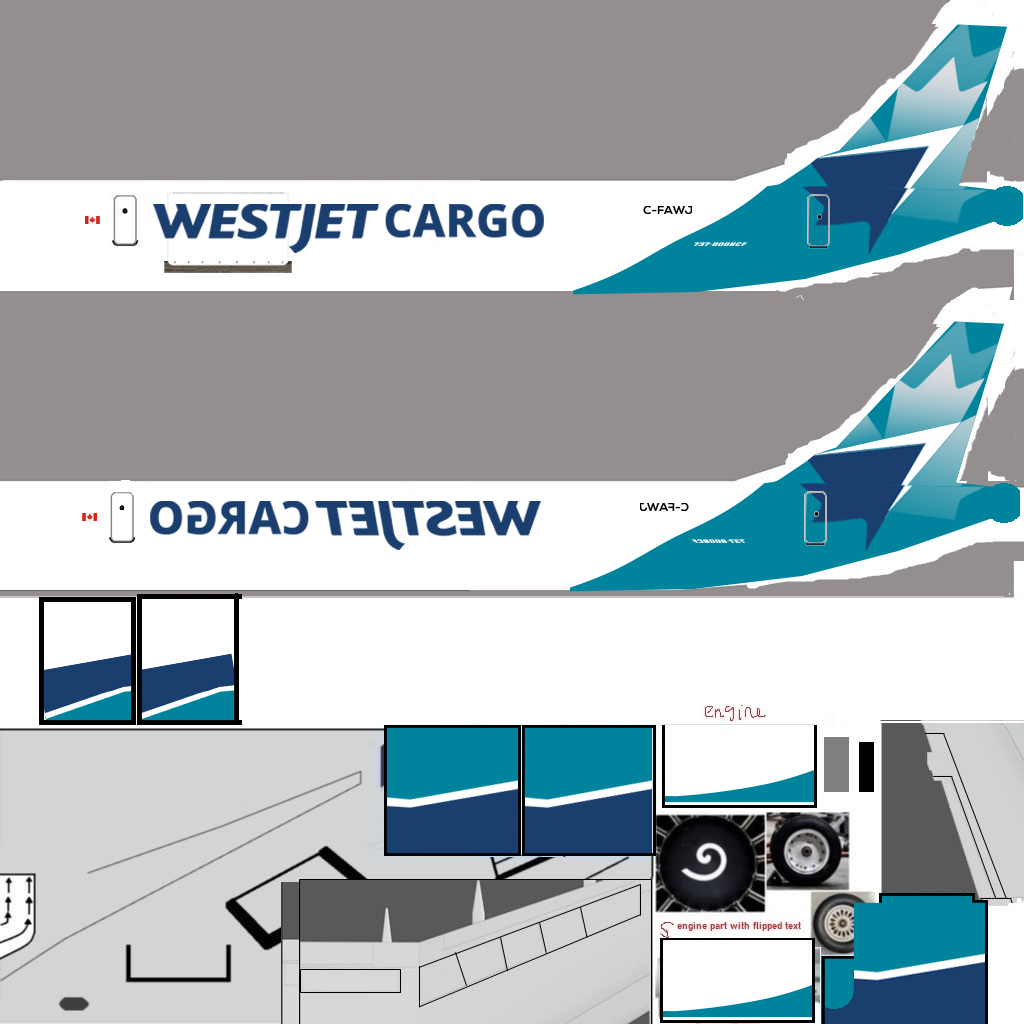 WESTJET CARGO
C-FAWJ
737-800BCF
WESTJET CARGO
C-FAWJ
737-800BCF
engine
engine part with flipped text